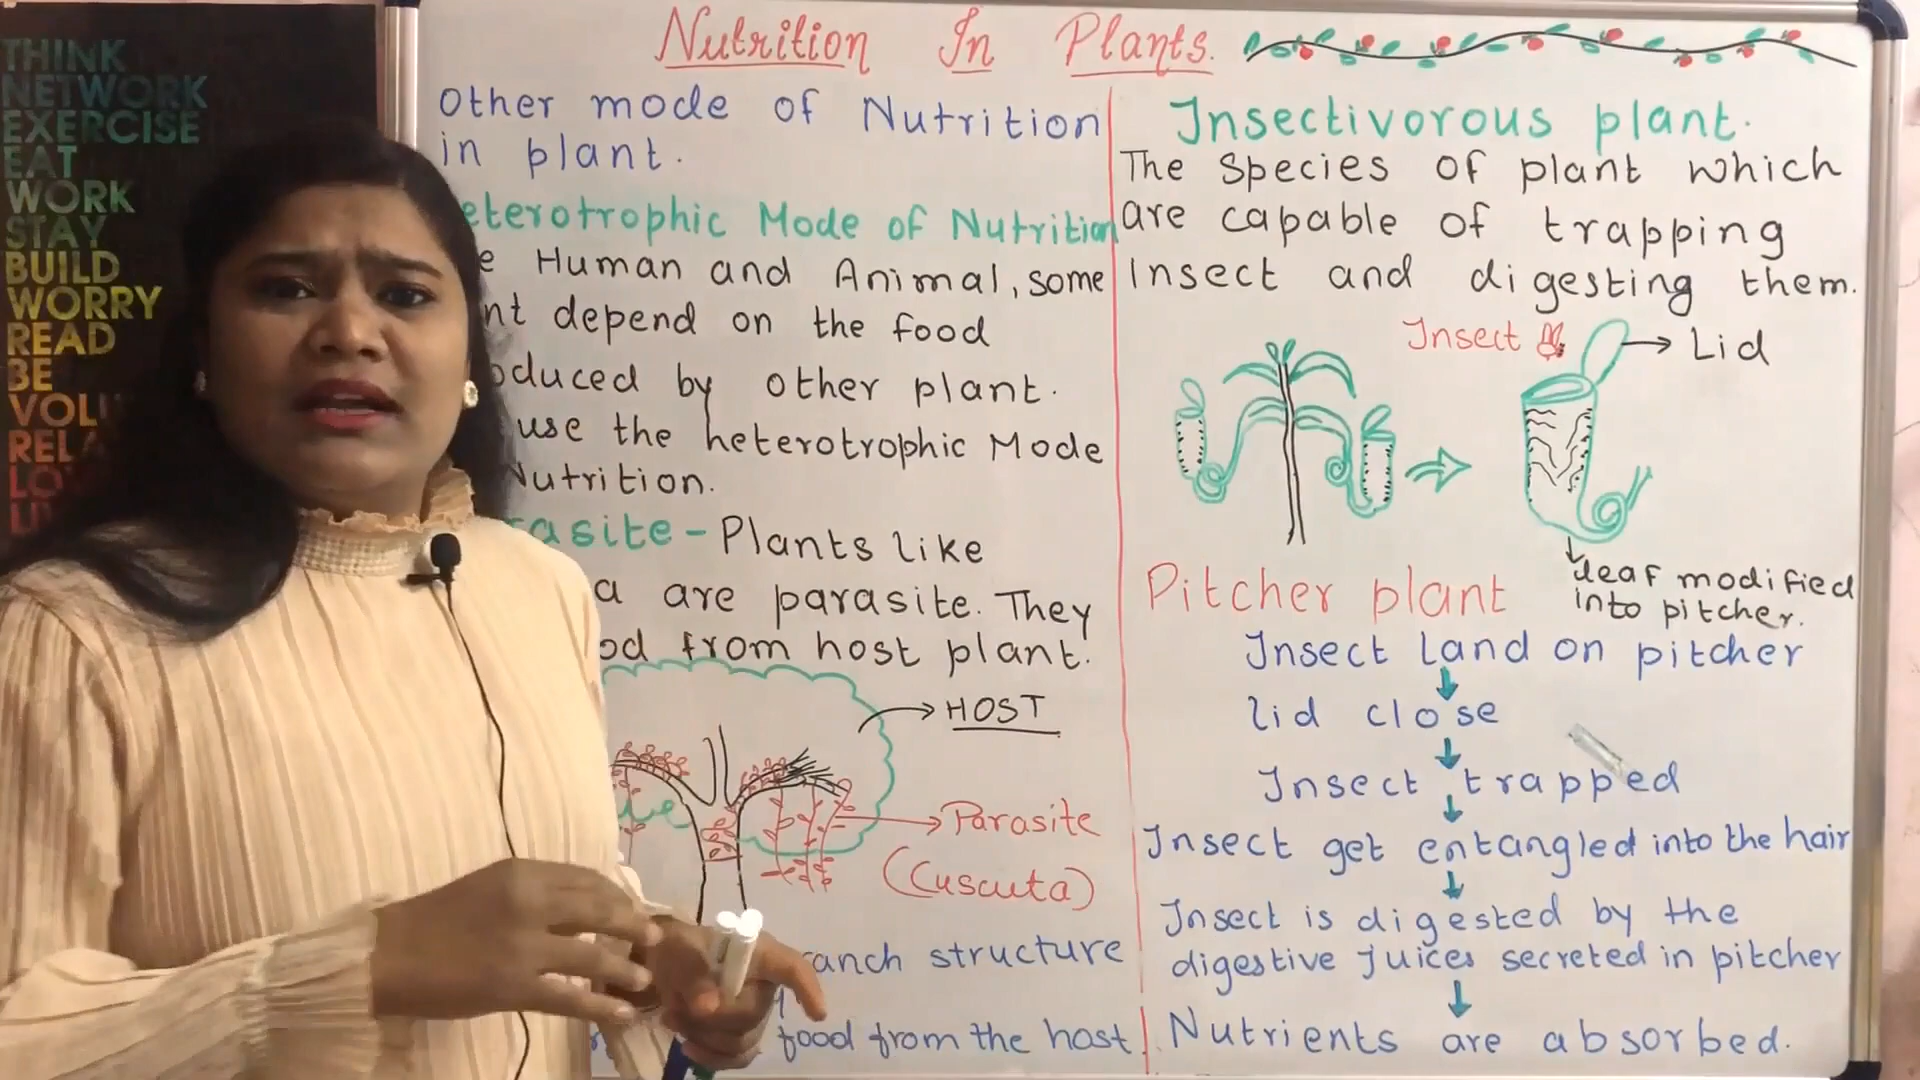 THINK
NETWORK
EXERCISE
EAT
WORK
STAY
BUILD
WORRY
READ
BE
VOLU
RELA
LO
Nutrition In Plants.
Other mode of Nutrition
in plant.
eterotrophic Mode of Nutrition
e Human and Animal, some
nt depend on the food
oduced by other plant.
use the heterotrophic Mode
Nutrition.
asite - Plants like
a are parasite. They
od from host plant.
HOST
Parasite
(Cuscuta)
ranch structure
food from the host
Insectivorous plant.
The species of plant which
are capable of trapping
Insect and digesting them.
Insect
Lid
Pitcher plant
leaf modified
into pitcher.
Insect land on pitcher
lid close
Insect trapped
Insect get entangled into the hair
Insect is digested by the
digestive Juices secreted in pitcher
Nutrients are absorbed.